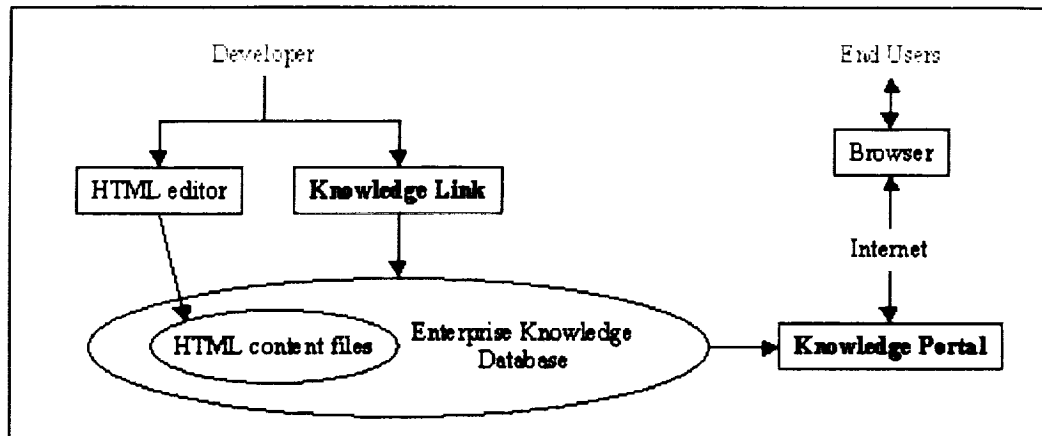 Developer
End Users
Browser
HTML editor
Knowledge Link
Internet
HTML content files
Enterprise Knowledge
Database
Knowledge Portal